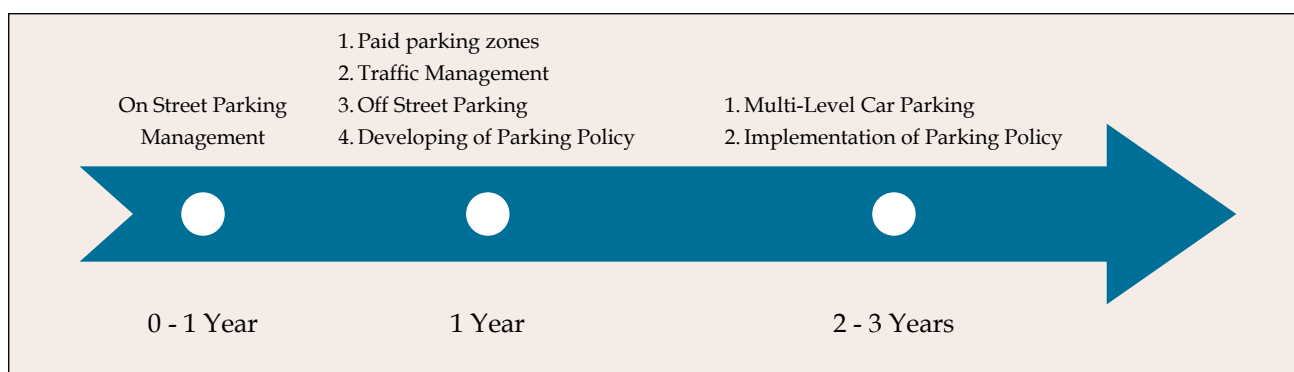 On Street Parking
Management
1. Paid parking zones
2. Traffic Management
3. Off Street Parking
4. Developing of Parking Policy
1. Multi-Level Car Parking
2. Implementation of Parking Policy
0 - 1 Year
1 Year
2 - 3 Years